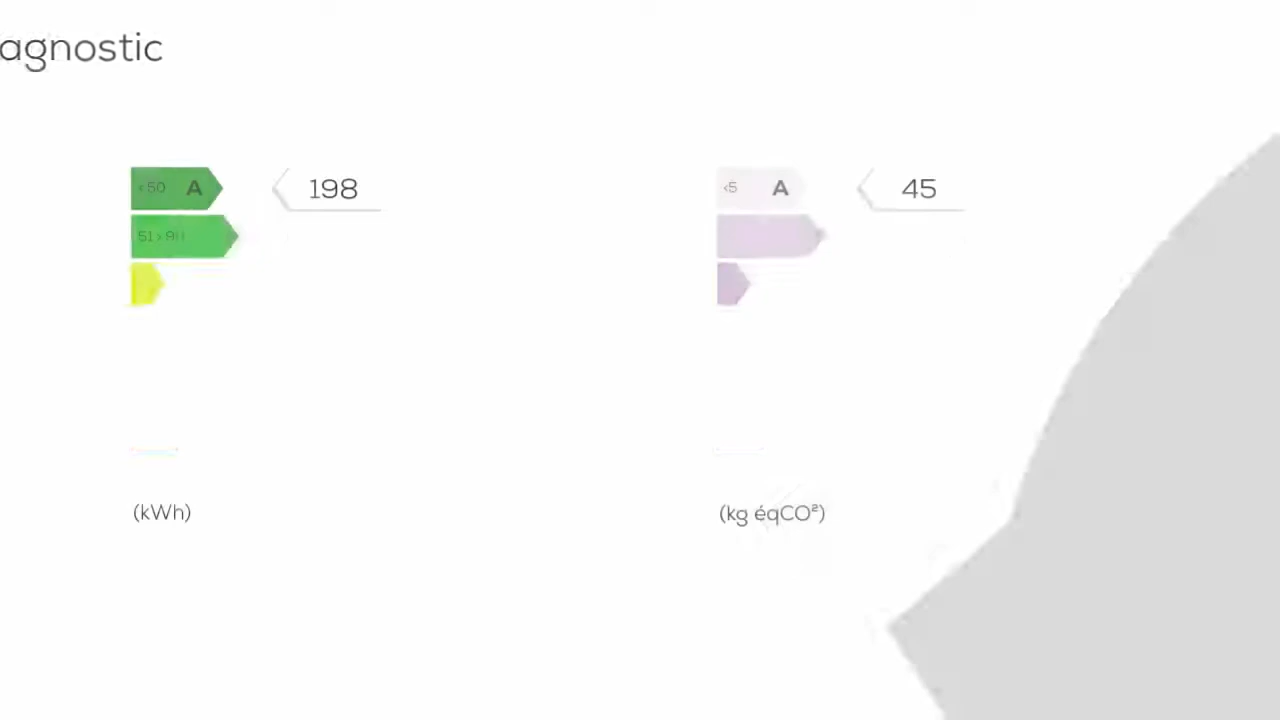 agnostic
<50 A 198
<5 A 45
(kWh)
(kg éqCO²)